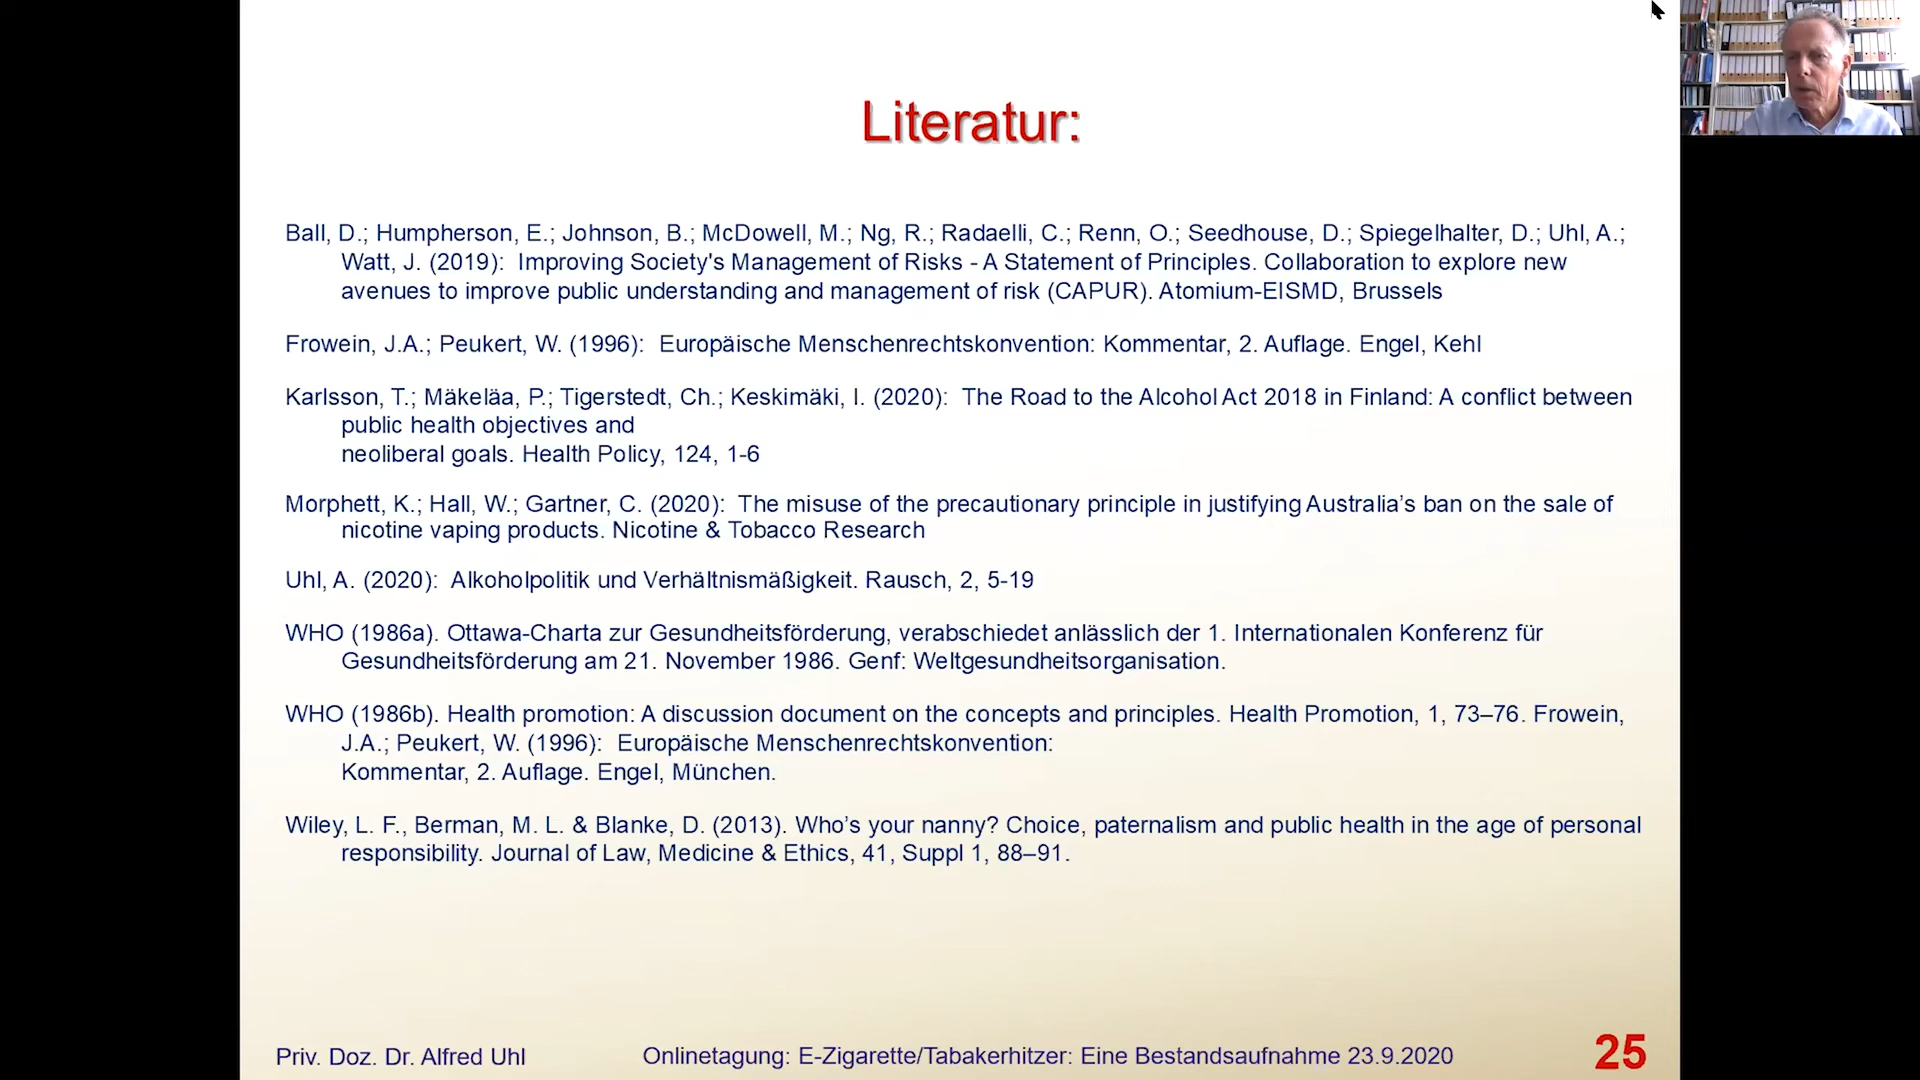 Literatur:
Ball, D.; Humpherson, E.; Johnson, B.; McDowell, M.; Ng, R.; Radaelli, C.; Renn, O.; Seedhouse, D.; Spiegelhalter, D.; Uhl, A.;
Watt, J. (2019):  Improving Society's Management of Risks - A Statement of Principles. Collaboration to explore new
avenues to improve public understanding and management of risk (CAPUR). Atomium-EISMD, Brussels
Frowein, J.A.; Peukert, W. (1996):  Europäische Menschenrechtskonvention: Kommentar, 2. Auflage. Engel, Kehl
Karlsson, T.; Mäkeläa, P.; Tigerstedt, Ch.; Keskimäki, I. (2020):  The Road to the Alcohol Act 2018 in Finland: A conflict between
public health objectives and
neoliberal goals. Health Policy, 124, 1-6
Morphett, K.; Hall, W.; Gartner, C. (2020):  The misuse of the precautionary principle in justifying Australia’s ban on the sale of
nicotine vaping products. Nicotine & Tobacco Research
Uhl, A. (2020):  Alkoholpolitik und Verhältnismäßigkeit. Rausch, 2, 5-19
WHO (1986a). Ottawa-Charta zur Gesundheitsförderung, verabschiedet anlässlich der 1. Internationalen Konferenz für
Gesundheitsförderung am 21. November 1986. Genf: Weltgesundheitsorganisation.
WHO (1986b). Health promotion: A discussion document on the concepts and principles. Health Promotion, 1, 73–76. Frowein,
J.A.; Peukert, W. (1996):  Europäische Menschenrechtskonvention:
Kommentar, 2. Auflage. Engel, München.
Wiley, L. F., Berman, M. L. & Blanke, D. (2013). Who’s your nanny? Choice, paternalism and public health in the age of personal
responsibility. Journal of Law, Medicine & Ethics, 41, Suppl 1, 88–91.
Priv. Doz. Dr. Alfred Uhl
Onlinetagung: E-Zigarette/Tabakerhitzer: Eine Bestandsaufnahme 23.9.2020
25